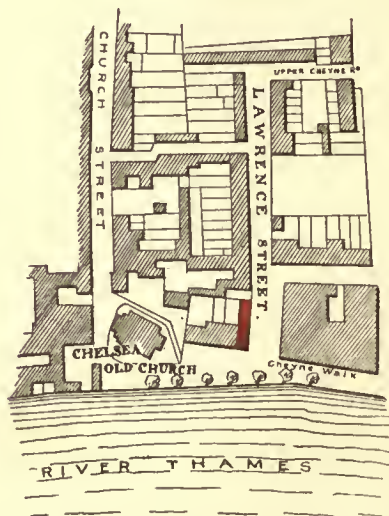 CHURCH STREET
UPPER CHEYNE Rº
LAWRENCE STREET.
CHELSEA
OLD CHURCH
Cheyne Walk
RIVER THAMES